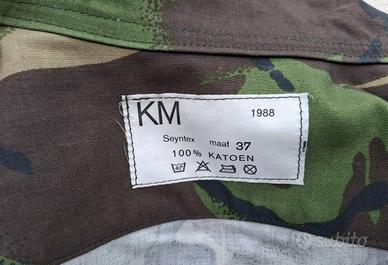 KM 1988
Seyntex maat 37
100% KATOEN
subito